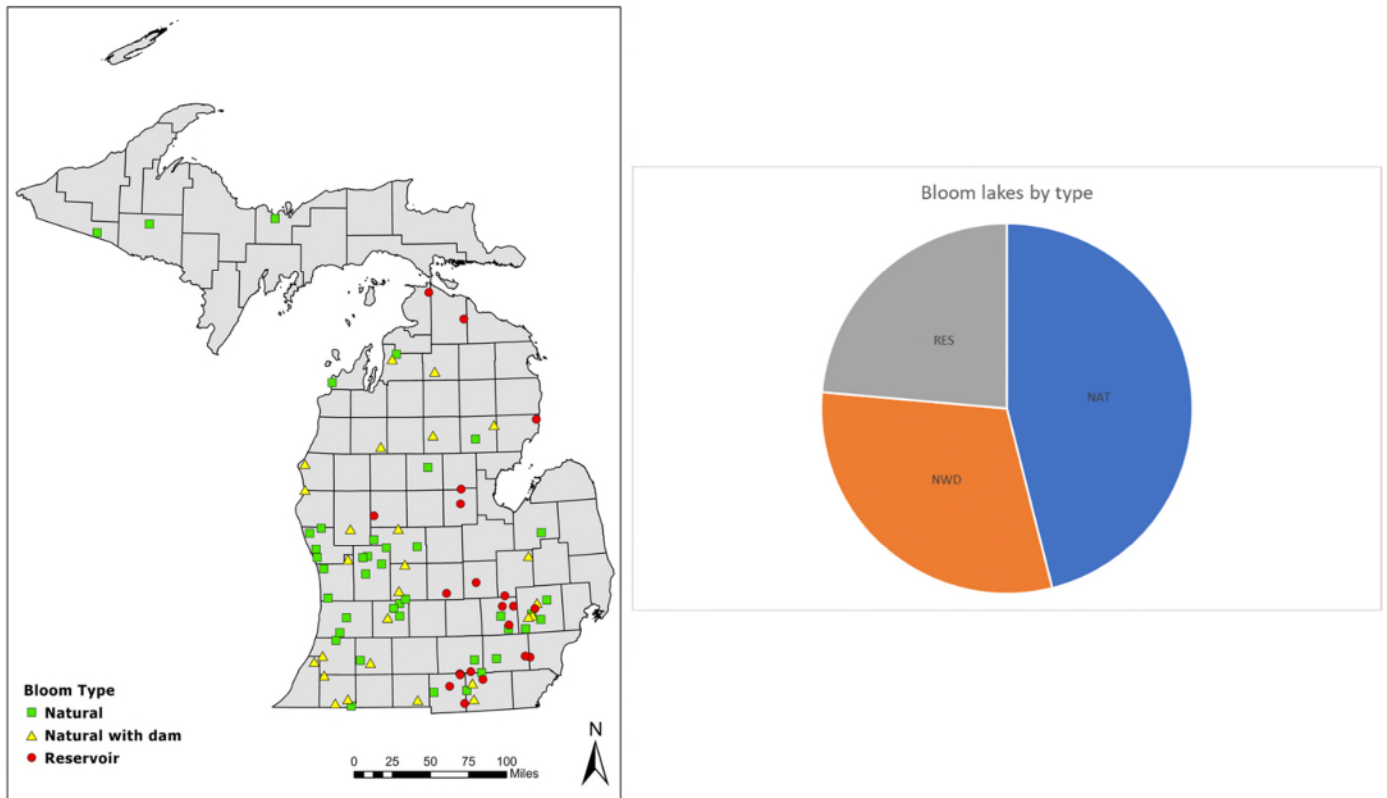 Bloom Type
Natural
Natural with dam
Reservoir
0 25 50 75 100
Miles
N
Bloom lakes by type
RES
NAT
NWD